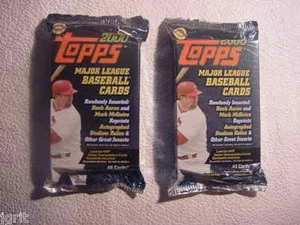 2000
TOPPS
MAJOR LEAGUE
BASEBALL
CARDS
Randomly Inserted:
Hank Aaron and
Mark McGwire
Reprints
Autographed
Stadium Relics &
Other Great Inserts
2000
TOPPS
MAJOR LEAGUE
BASEBALL
CARDS
Randomly Inserted:
Hank Aaron and
Mark McGwire
Reprints
Autographed
Stadium Relics &
Other Great Inserts
jgrit